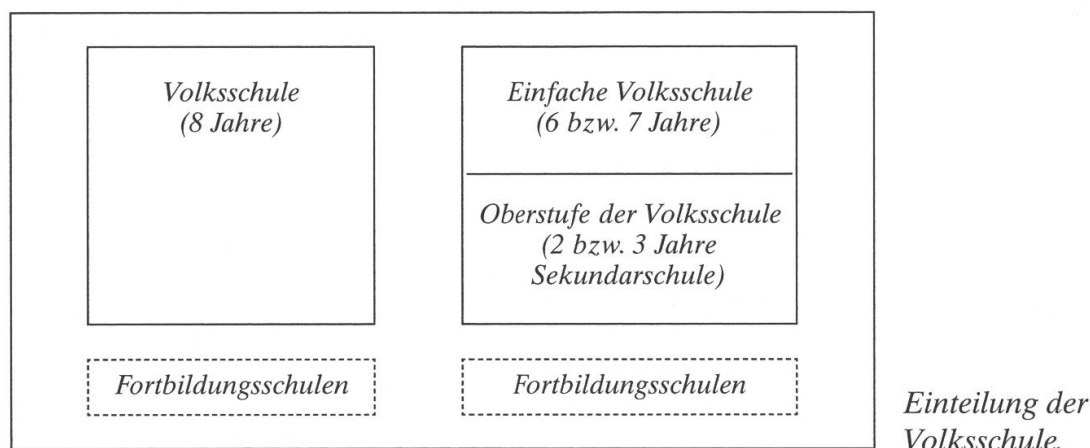 Volksschule
(8 Jahre)
Einfache Volksschule
(6 bzw. 7 Jahre)
Oberstufe der Volksschule
(2 bzw. 3 Jahre
Sekundarschule)
Fortbildungsschulen
Fortbildungsschulen
Einteilung der
Volksschule.